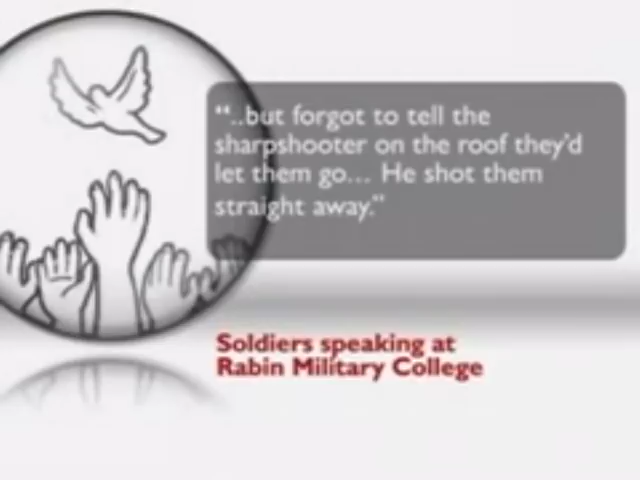 “..but forgot to tell the
sharpshooter on the roof they'd
let them go... He shot them
straight away.”
Soldiers speaking at
Rabin Military College